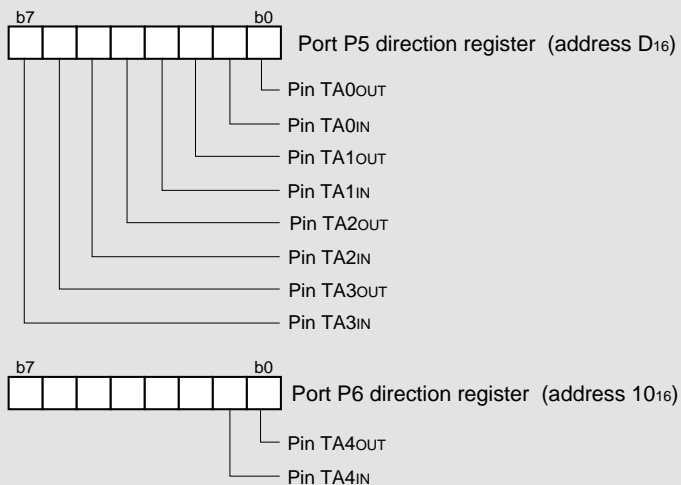 b7 b0
Port P5 direction register (address D16)
Pin TA0OUT
Pin TA0IN
Pin TA1OUT
Pin TA1IN
Pin TA2OUT
Pin TA2IN
Pin TA3OUT
Pin TA3IN
b7 b0
Port P6 direction register (address 1016)
Pin TA4OUT
Pin TA4IN